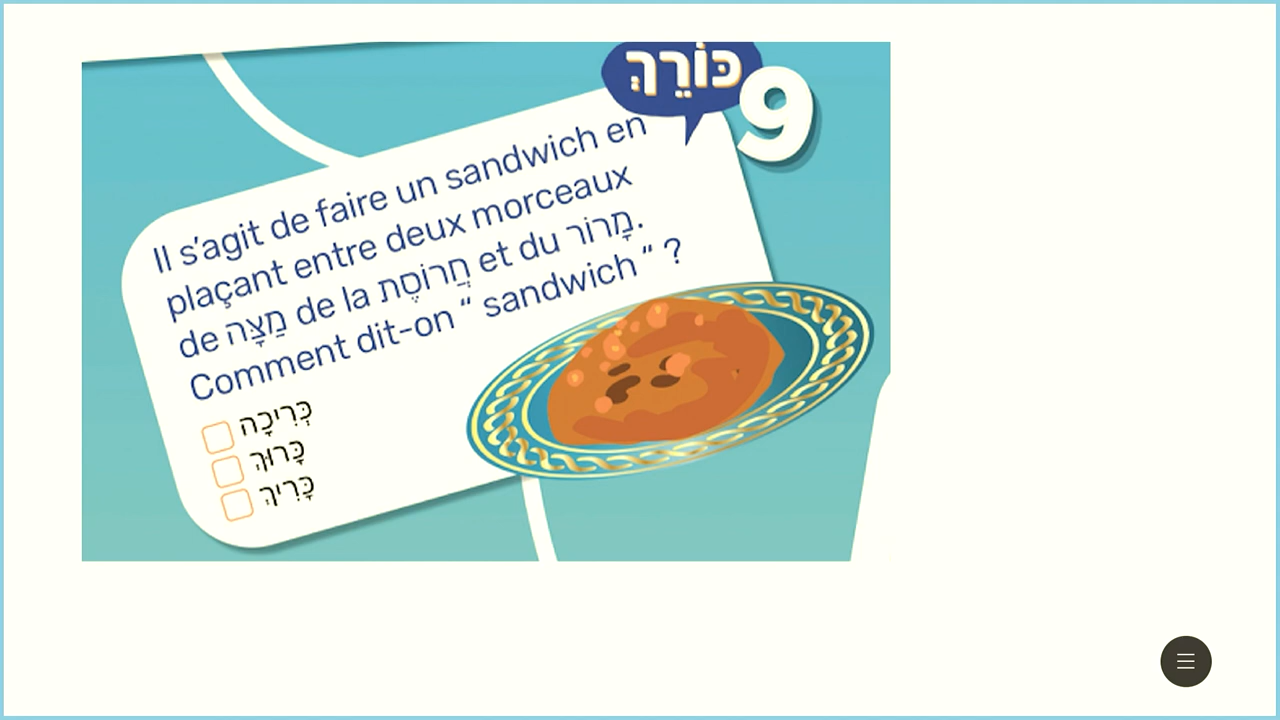 כּוֹרֵךְ
9
Il s'agit de faire un sandwich en
plaçant entre deux morceaux
de מַצָּה de la חֲרוֹסֶת et du מָרוֹר.
Comment dit-on “ sandwich “ ?
כְּרִיכָה
כָּרוּךְ
כָּרִיךְ